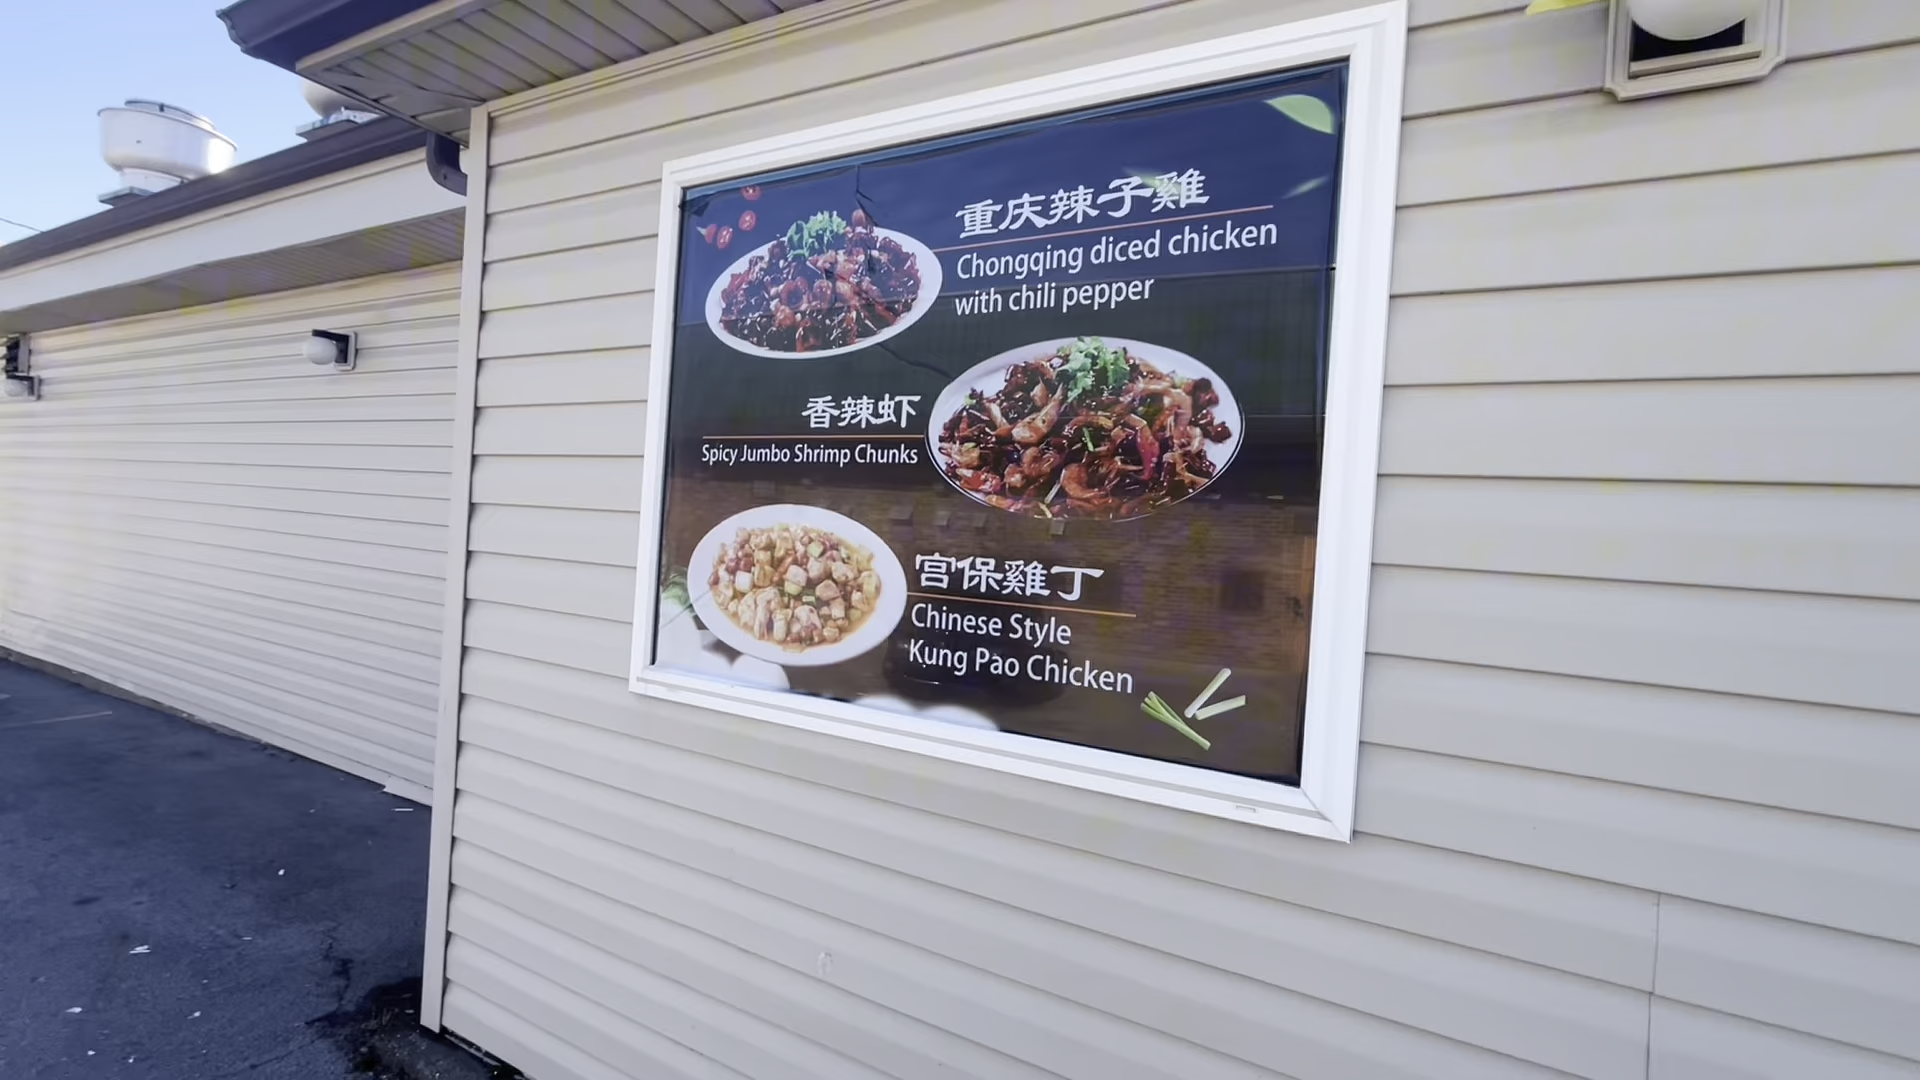 重庆辣子雞
Chongqing diced chicken
with chili pepper
香辣虾
Spicy Jumbo Shrimp Chunks
宫保雞丁
Chinese Style
Kung Pao Chicken